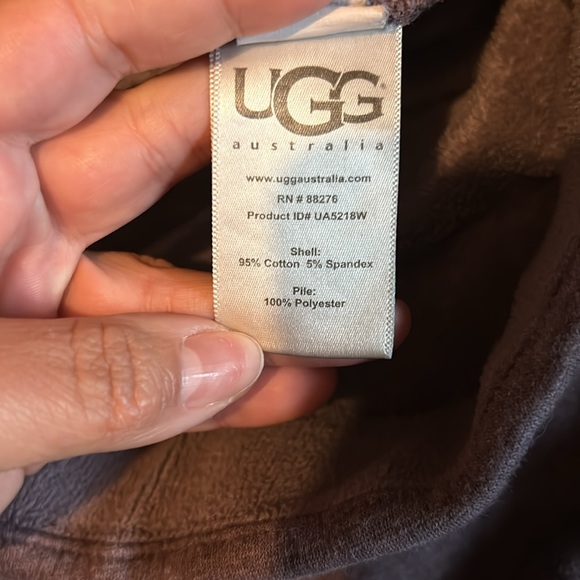 UGG
australia
www.uggaustralia.com
RN # 88276
Product ID# UA5218W
Shell:
95% Cotton 5% Spandex
Pile:
100% Polyester